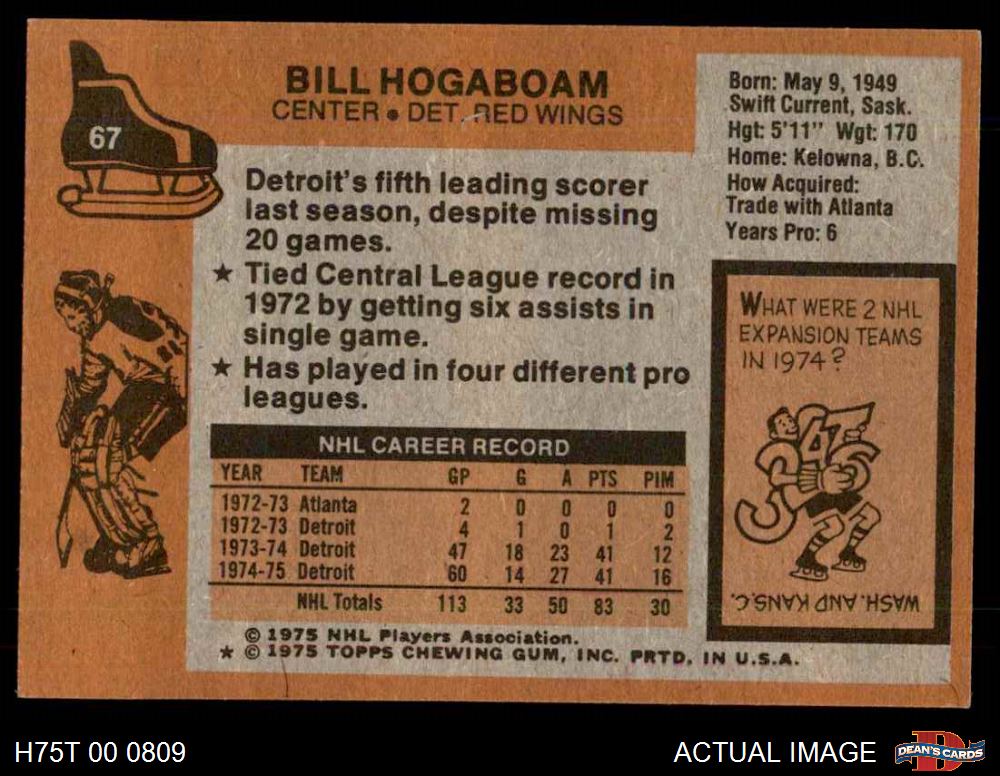 67
BILL HOGABOAM
CENTER • DET. RED WINGS
Born: May 9, 1949
Swift Current, Sask.
Hgt: 5'11" Wgt: 170
Home: Kelowna, B.C.
How Acquired:
Trade with Atlanta
Years Pro: 6
Detroit's fifth leading scorer
last season, despite missing
20 games.
★ Tied Central League record in
1972 by getting six assists in
single game.
★ Has played in four different pro
leagues.
NHL CAREER RECORD
YEAR TEAM GP G A PTS PIM
1972-73 Atlanta 2 0 0 0 0
1972-73 Detroit 4 1 0 1 2
1973-74 Detroit 47 18 23 41 12
1974-75 Detroit 60 14 27 41 16
NHL Totals 113 33 50 83 30
WHAT WERE 2 NHL
EXPANSION TEAMS
IN 1974?
WASH. AND KANS. C.
© 1975 NHL Players Association.
★ © 1975 TOPPS CHEWING GUM, INC. PRTD. IN U.S.A.
H75T 00 0809
ACTUAL IMAGE
DEAN'S CARDS